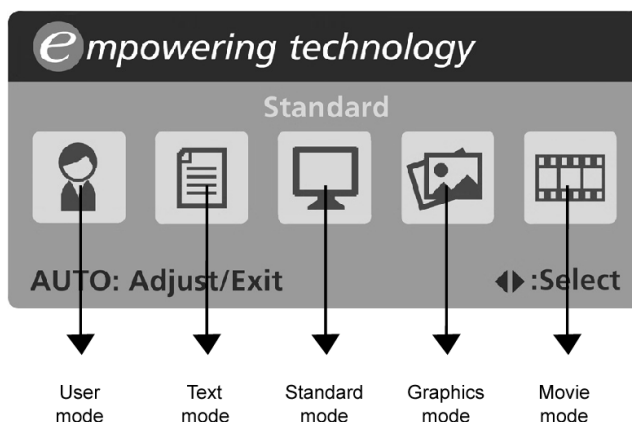 empowering technology
Standard
AUTO: Adjust/Exit :Select
User mode
Text mode
Standard mode
Graphics mode
Movie mode